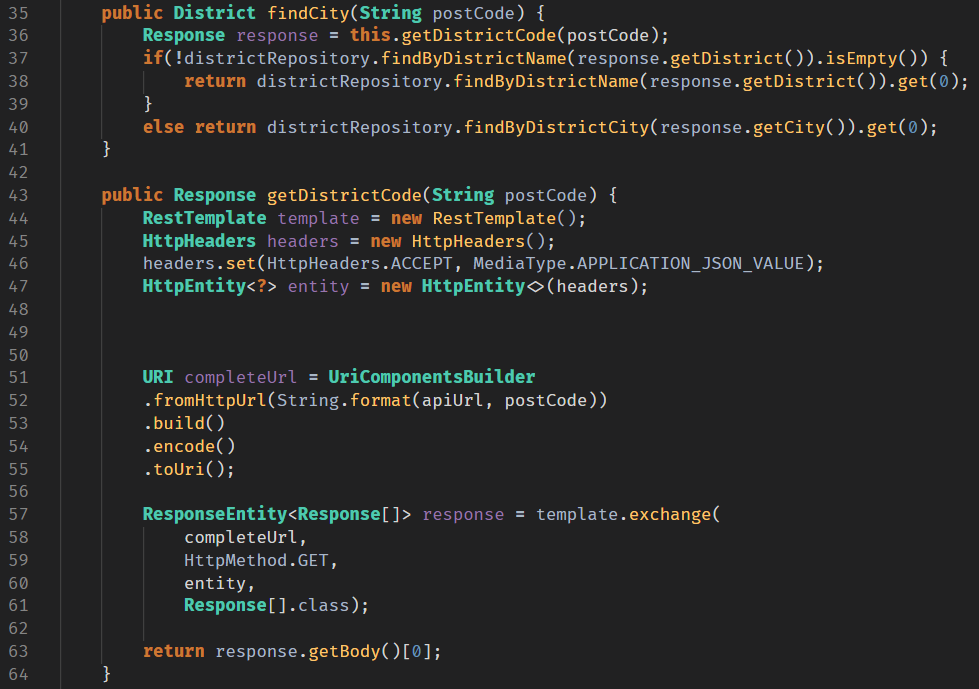 35 public District findCity(String postCode) {
36 Response response = this.getDistrictCode(postCode);
37 if(!districtRepository.findByDistrictName(response.getDistrict()).isEmpty()) {
38 return districtRepository.findByDistrictName(response.getDistrict()).get(0);
39 }
40 else return districtRepository.findByDistrictCity(response.getCity()).get(0);
41 }
42
43 public Response getDistrictCode(String postCode) {
44 RestTemplate template = new RestTemplate();
45 HttpHeaders headers = new HttpHeaders();
46 headers.set(HttpHeaders.ACCEPT, MediaType.APPLICATION_JSON_VALUE);
47 HttpEntity<?> entity = new HttpEntity<>(headers);
48
49
50
51 URI completeUrl = UriComponentsBuilder
52 .fromHttpUrl(String.format(apiUrl, postCode))
53 .build()
54 .encode()
55 .toUri();
56
57 ResponseEntity<Response[]> response = template.exchange(
58 completeUrl,
59 HttpMethod.GET,
60 entity,
61 Response[].class);
62
63 return response.getBody()[0];
64 }